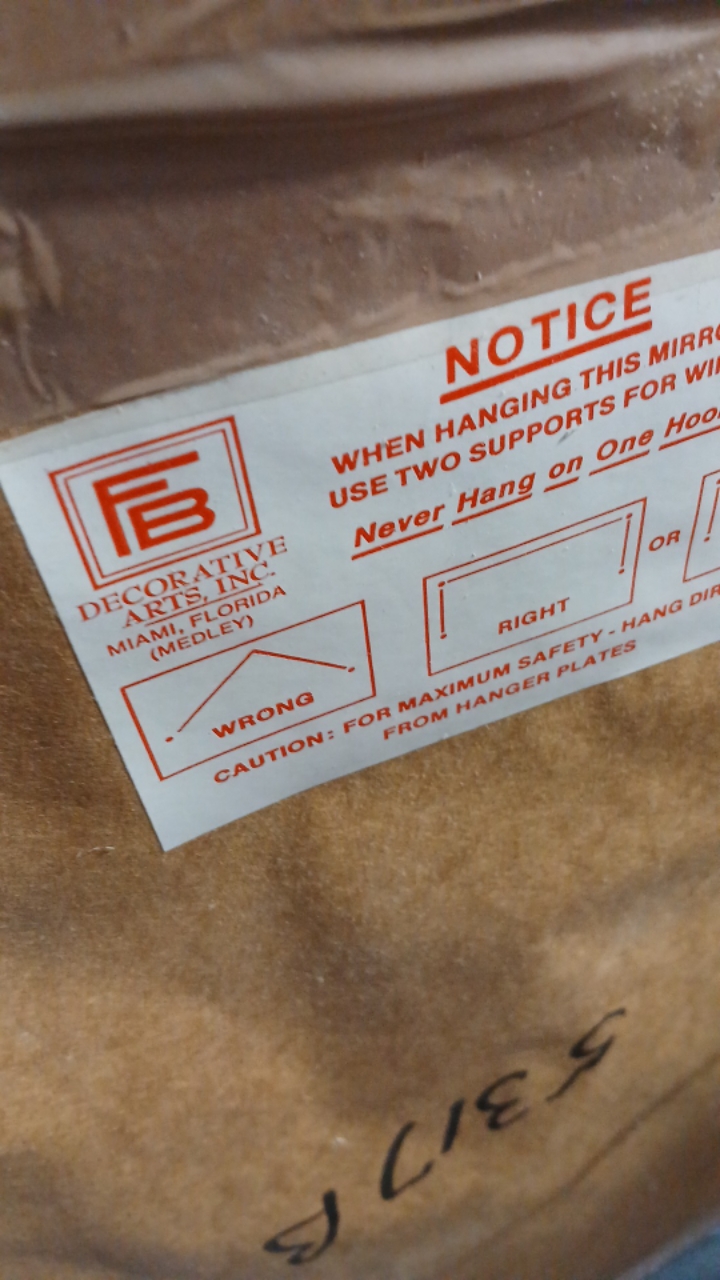 NOTICE
WHEN HANGING THIS MIRRO
USE TWO SUPPORTS FOR WI
Never Hang on One Hoo
FB
DECORATIVE
ARTS, INC.
MIAMI, FLORIDA
(MEDLEY)
WRONG
RIGHT
OR
CAUTION: FOR MAXIMUM SAFETY - HANG DIR
FROM HANGER PLATES
5317B